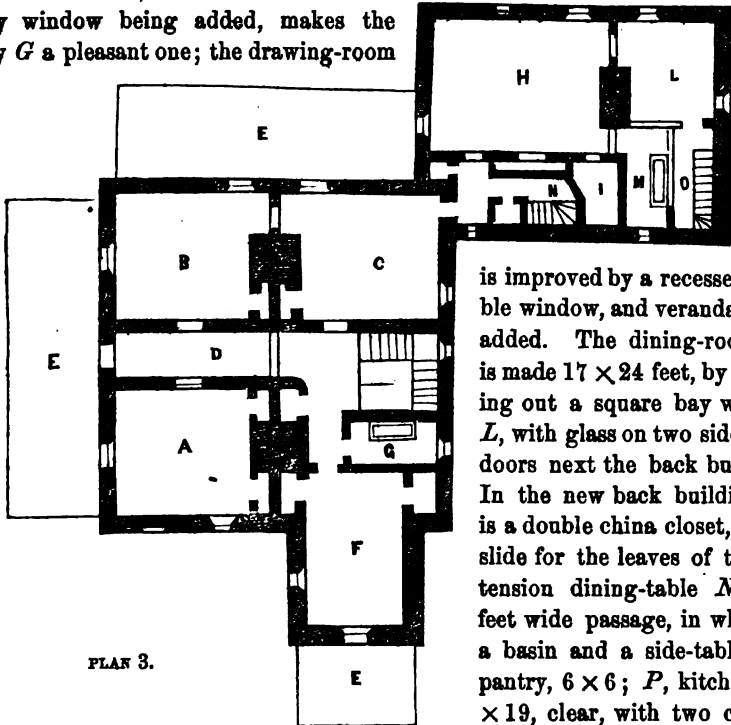 y window being added, makes the
y G a pleasant one; the drawing-room
H
L
E
M
O
N
I
B
C
E
D
A
G
F
E
PLAN 3.
is improved by a recesse
ble window, and veranda
added. The dining-roo
is made 17 × 24 feet, by
ing out a square bay w
L, with glass on two sid
doors next the back bu
In the new back buildi
is a double china closet,
slide for the leaves of t
tension dining-table N
feet wide passage, in wh
a basin and a side-tabl
pantry, 6 × 6; P, kitch
× 19, clear, with two c